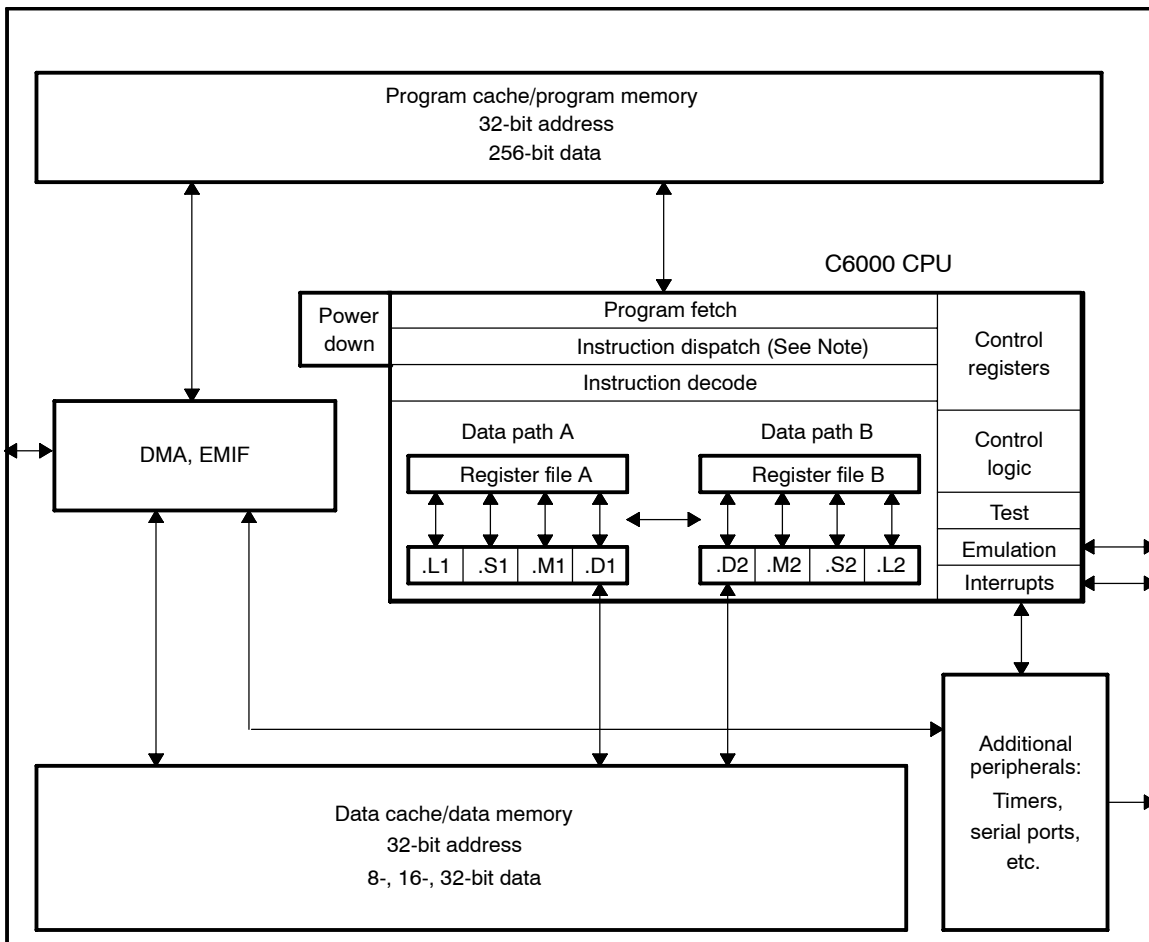 Program cache/program memory
32-bit address
256-bit data
C6000 CPU
Power
down
Program fetch
Instruction dispatch (See Note)
Instruction decode
Control
registers
Data path A
Data path B
Register file A
Register file B
Control
logic
Test
Emulation
Interrupts
.L1 .S1 .M1 .D1
.D2 .M2 .S2 .L2
DMA, EMIF
Data cache/data memory
32-bit address
8-, 16-, 32-bit data
Additional
peripherals:
Timers,
serial ports,
etc.